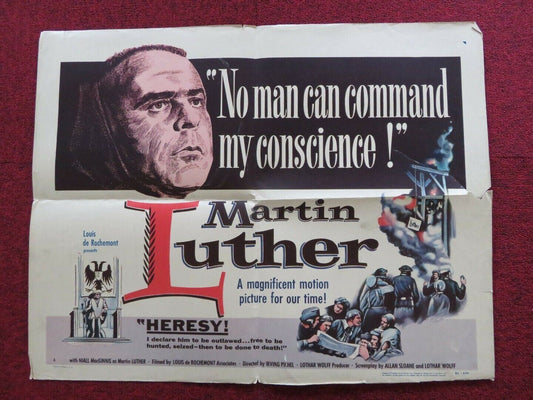 "No man can command
my conscience!"
Louis
de Rochemont
presents
Martin
Luther
A magnificent motion
picture for our time!
"HERESY!
I declare him to be outlawed...free to be
hunted, seized-then to be done to death!"
with NIALL MacGINNIS as Martin LUTHER · Filmed by LOUIS de ROCHEMONT Associates · Directed by IRVING PICHEL · LOTHAR WOLFF Producer · Screenplay by ALLAN SLOANE and LOTHAR WOLFF